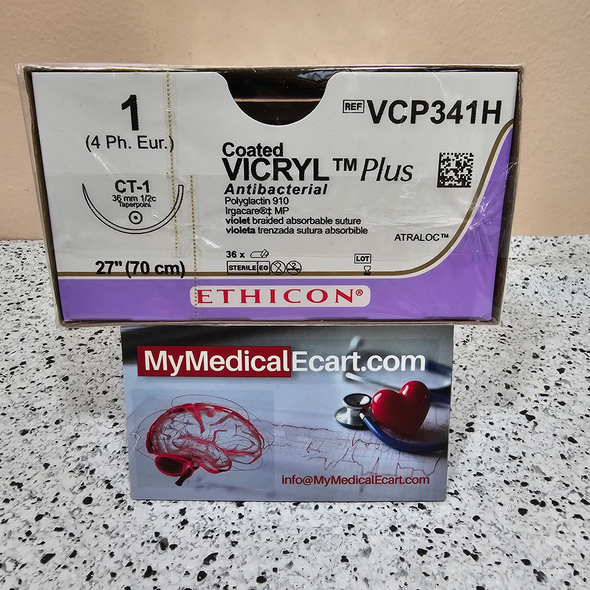 1
(4 Ph. Eur.)
CT-1
36 mm 1/2c
Taperpoint
27" (70 cm)
REF VCP341H
Coated
VICRYL™ Plus
Antibacterial
Polyglactin 910
Irgacare®‡ MP
violet braided absorbable suture
violeta trenzada sutura absorbible
ATRALOC™
36 x
STERILE EO
LOT
ETHICON®
MyMedicalEcart.com
info@MyMedicalEcart.com